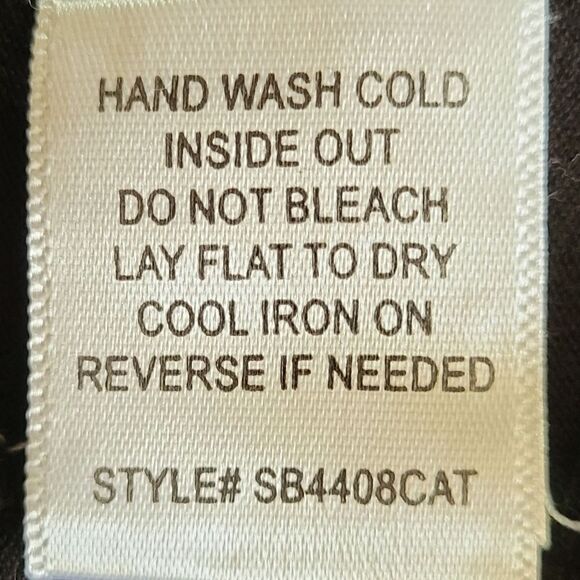 HAND WASH COLD
INSIDE OUT
DO NOT BLEACH
LAY FLAT TO DRY
COOL IRON ON
REVERSE IF NEEDED
STYLE# SB4408CAT